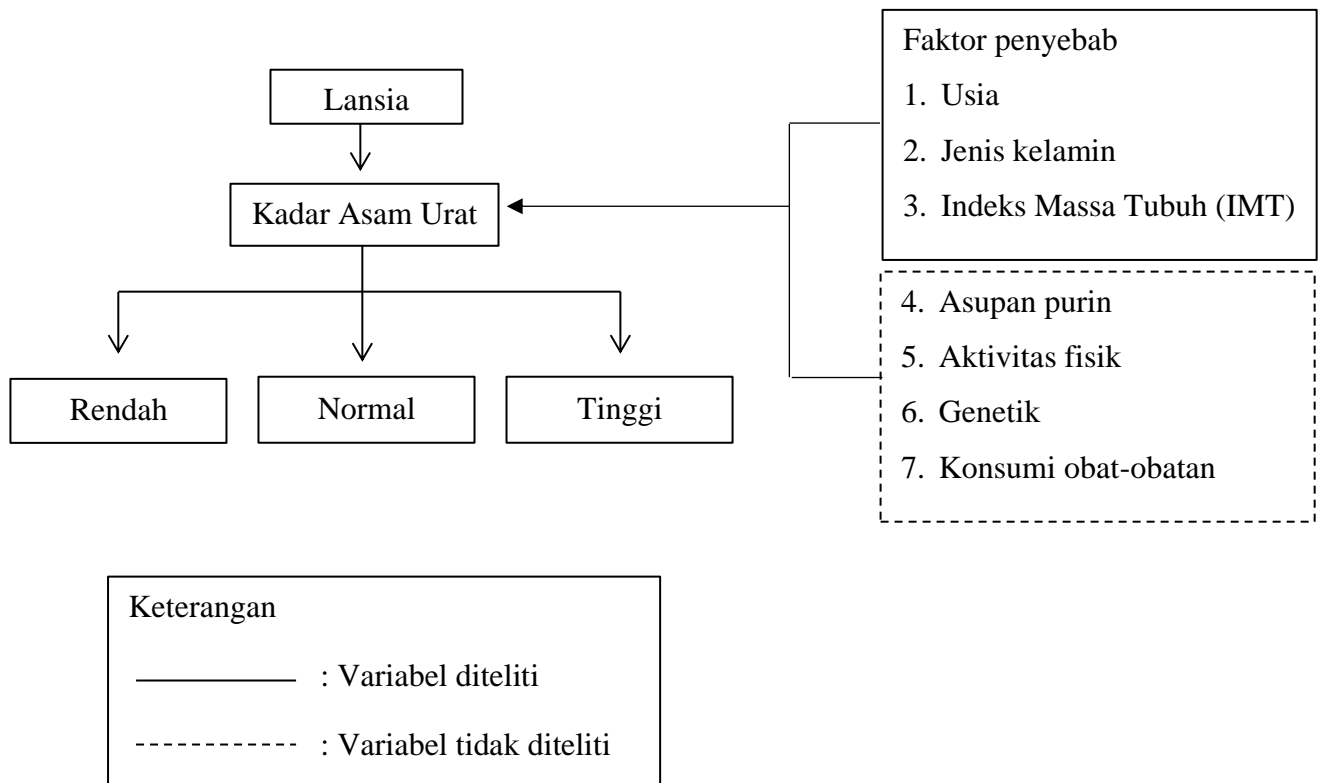 Lansia
Kadar Asam Urat
Rendah
Normal
Tinggi
Faktor penyebab
1. Usia
2. Jenis kelamin
3. Indeks Massa Tubuh (IMT)
4. Asupan purin
5. Aktivitas fisik
6. Genetik
7. Konsumi obat-obatan
Keterangan
: Variabel diteliti
: Variabel tidak diteliti